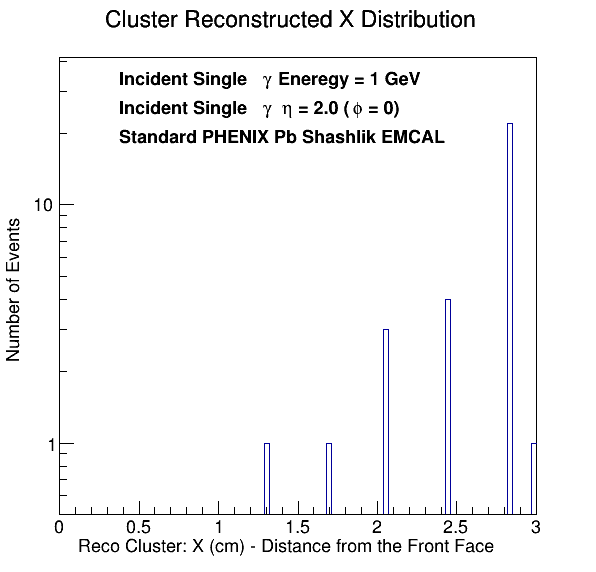 Cluster Reconstructed X Distribution
Incident Single γ Eneregy = 1 GeV
Incident Single γ η = 2.0 ( ϕ = 0)
Standard PHENIX Pb Shashlik EMCAL
Number of Events
10
1
0 0.5 1 1.5 2 2.5 3
Reco Cluster: X (cm) - Distance from the Front Face